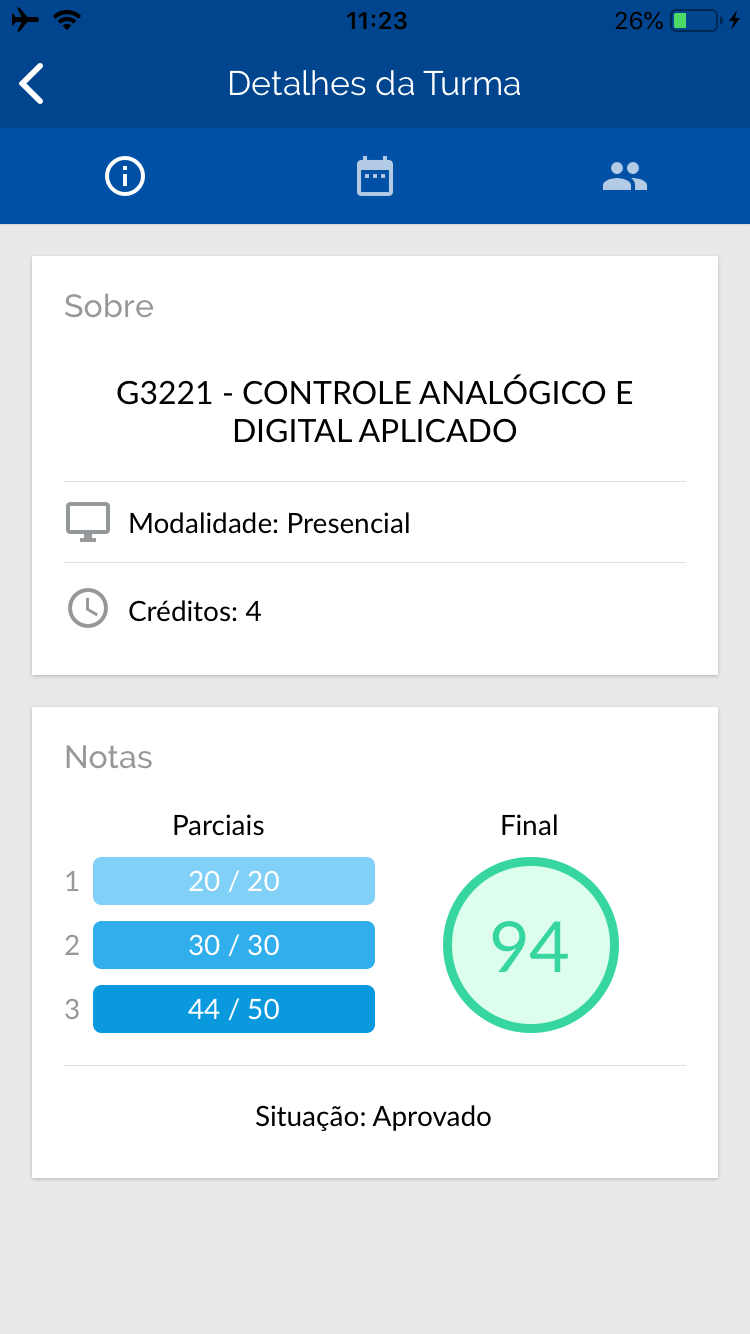 11:23
26%
Detalhes da Turma
Sobre
G3221 - CONTROLE ANALÓGICO E
DIGITAL APLICADO
Modalidade: Presencial
Créditos: 4
Notas
Parciais
Final
1
20 / 20
2
30 / 30
3
44 / 50
94
Situação: Aprovado